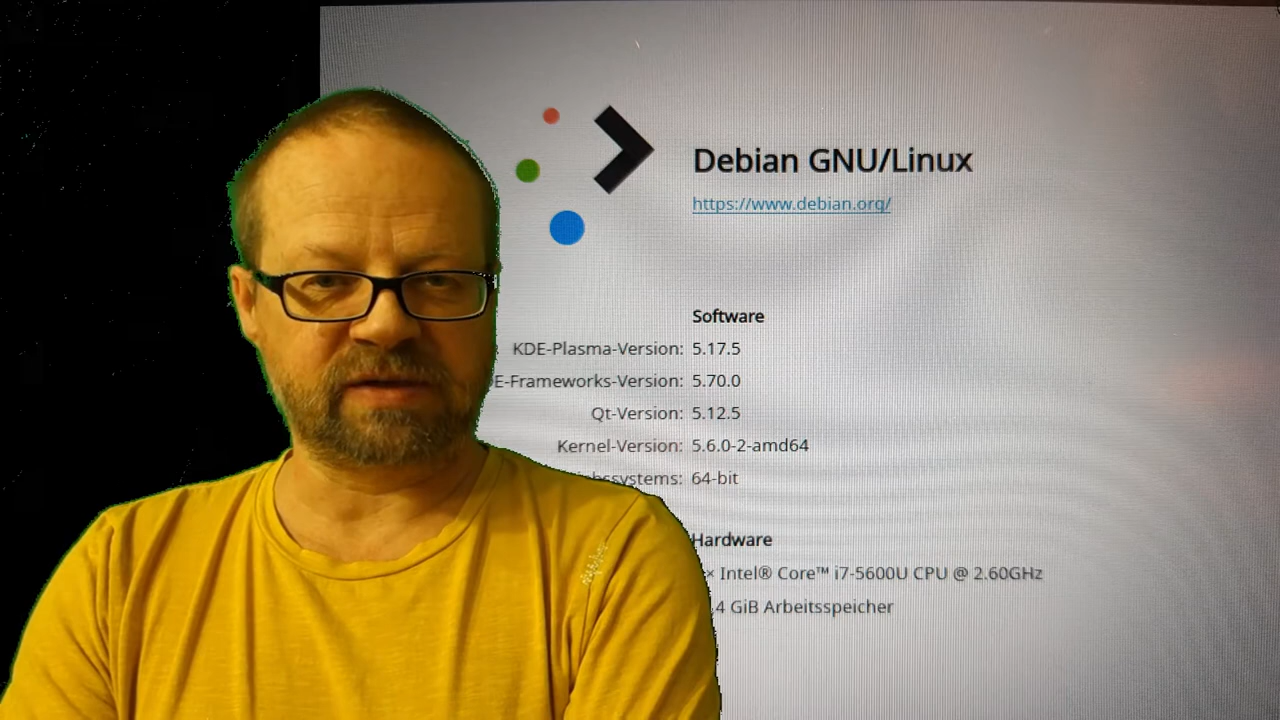 Debian GNU/Linux
https://www.debian.org/
Software
KDE-Plasma-Version: 5.17.5
E-Frameworks-Version: 5.70.0
Qt-Version: 5.12.5
Kernel-Version: 5.6.0-2-amd64
64-bit
Hardware
× Intel® Core™ i7-5600U CPU @ 2.60GHz
4 GiB Arbeitsspeicher